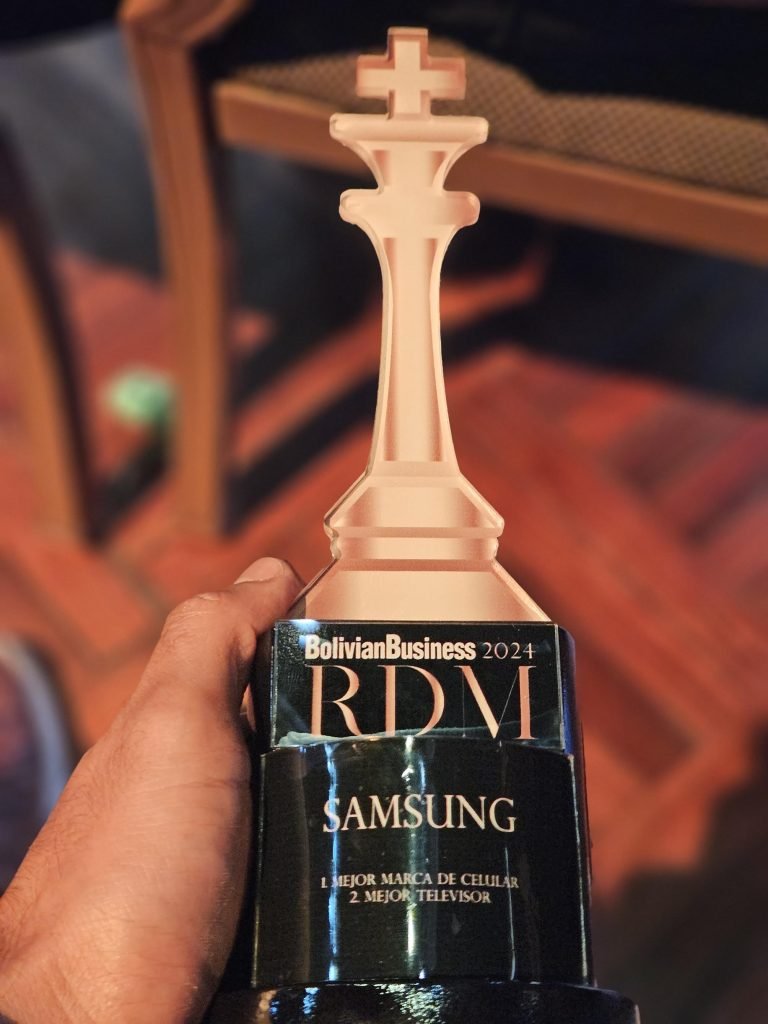 BolivianBusiness 2024
RDM
SAMSUNG
1. MEJOR MARCA DE CELULAR
2. MEJOR TELEVISOR